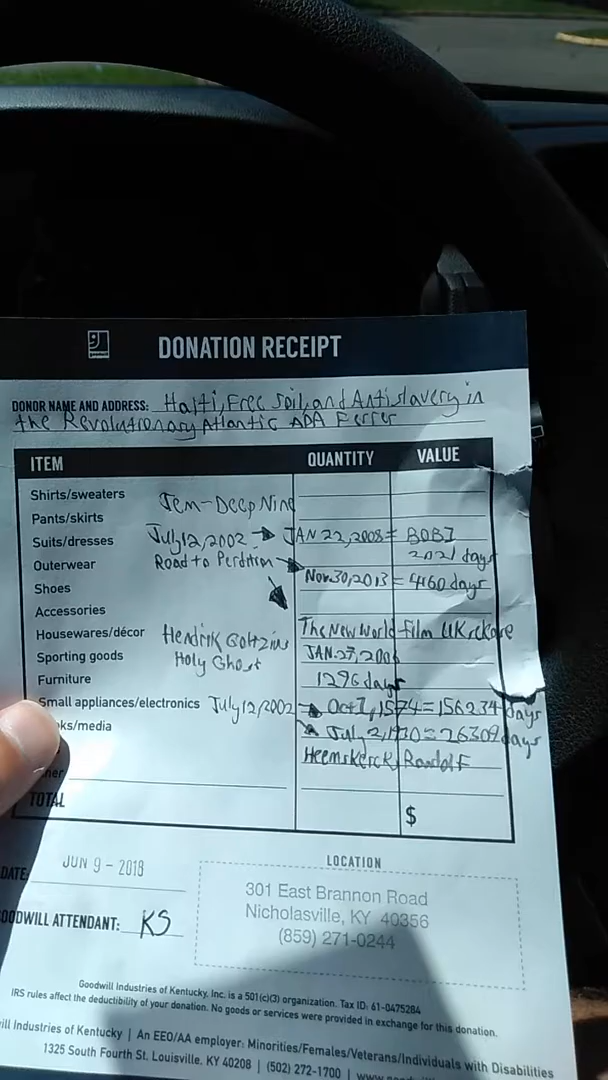 DONATION RECEIPT
DONOR NAME AND ADDRESS: Haiti, Free Soil, and Antislavery in
the Revolutionary Atlantic ADA Ferrer
ITEM QUANTITY VALUE
Shirts/sweaters
Jem-Deep Nine
Pants/skirts
Suits/dresses July 12, 2002 → JAN 22, 2008 = BOBI
2021 days
Outerwear Road to Perdition →
Nov. 30, 2013 = 4160 days
Shoes
Accessories
Housewares/décor Hendrik Goltzius The New World Film UK release
Sporting goods Holy Ghost JAN. 27, 2006
Furniture 1296 days
Small appliances/electronics July 12, 2002 → Oct 7, 1574 = 156234 days
ks/media July 2, 1930 = 26309 days
her Heemskerck, Randolf
TOTAL $
DATE: JUN 9 - 2018
OODWILL ATTENDANT: KS
LOCATION
301 East Brannon Road
Nicholasville, KY 40356
(859) 271-0244
Goodwill Industries of Kentucky, Inc. is a 501(c)(3) organization. Tax ID: 61-0475284
IRS rules affect the deductibility of your donation. No goods or services were provided in exchange for this donation.
will Industries of Kentucky | An EEO/AA employer: Minorities/Females/Veterans/Individuals with Disabilities
1325 South Fourth St. Louisville, KY 40208 | (502) 272-1700 |